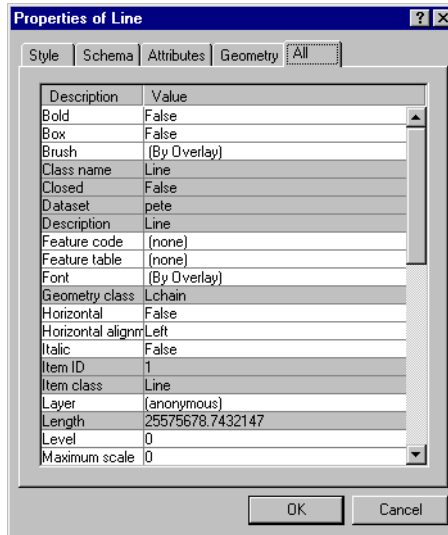 Properties of Line
Style Schema Attributes Geometry All
Description Value
Bold False
Box False
Brush (By Overlay)
Class name Line
Closed False
Dataset pete
Description Line
Feature code (none)
Feature table (none)
Font (By Overlay)
Geometry class Lchain
Horizontal False
Horizontal alignm Left
Italic False
Item ID 1
Item class Line
Layer (anonymous)
Length 25575678.7432147
Level 0
Maximum scale 0
OK Cancel